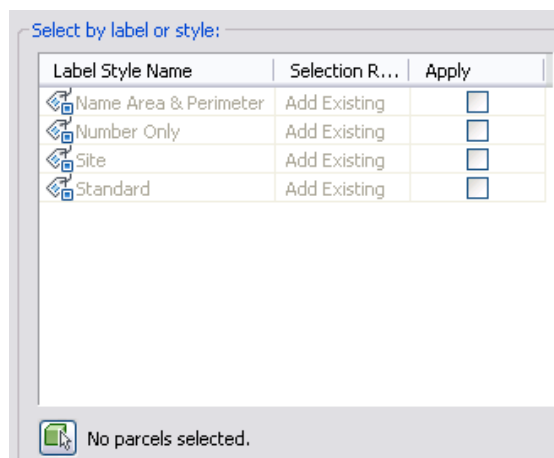 Select by label or style:
Label Style Name Selection R... Apply
Name Area & Perimeter Add Existing
Number Only Add Existing
Site Add Existing
Standard Add Existing
No parcels selected.